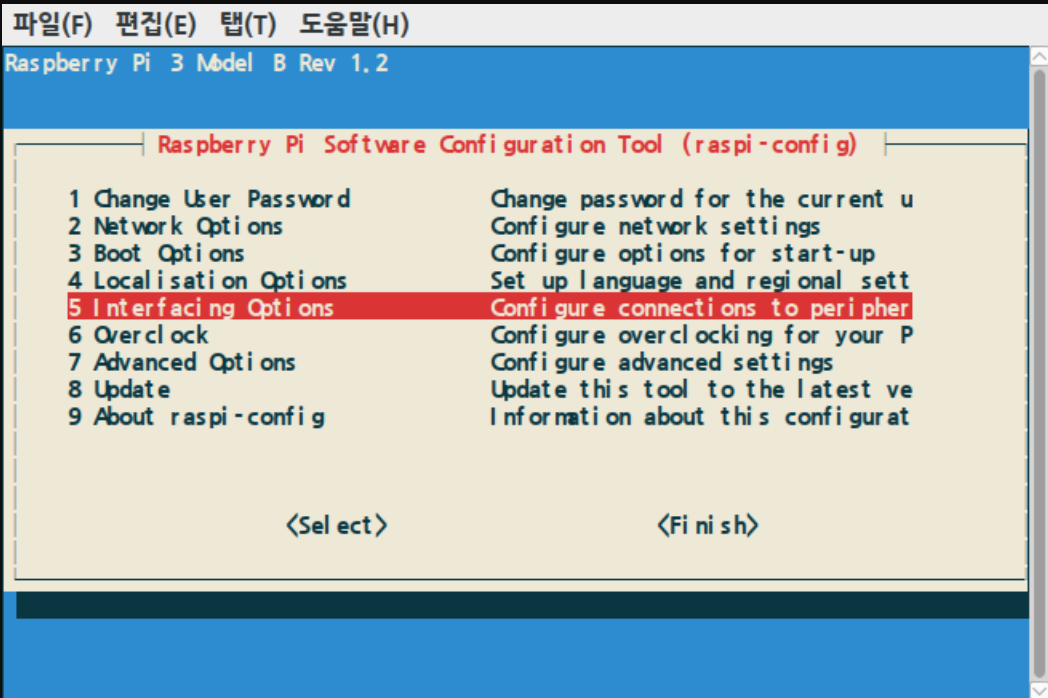 파일(F) 편집(E) 탭(T) 도움말(H)
Raspberry Pi 3 Model B Rev 1.2
Raspberry Pi Software Configuration Tool (raspi-config)
1 Change User Password Change password for the current u
2 Network Options Configure network settings
3 Boot Options Configure options for start-up
4 Localisation Options Set up language and regional sett
5 Interfacing Options Configure connections to peripher
6 Overclock Configure overclocking for your P
7 Advanced Options Configure advanced settings
8 Update Update this tool to the latest ve
9 About raspi-config Information about this configurat
<Select> <Finish>